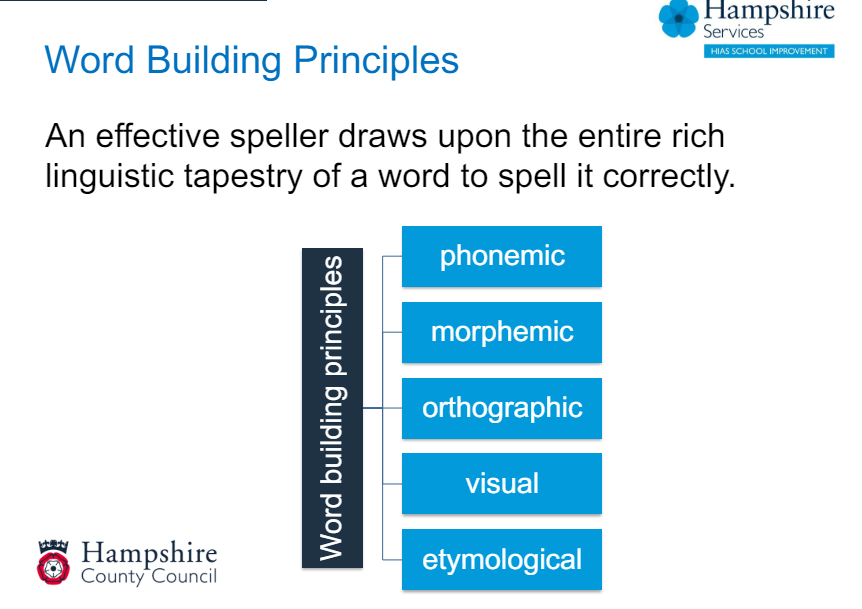 Hampshire
Services
HIAS SCHOOL IMPROVEMENT
Word Building Principles
An effective speller draws upon the entire rich
linguistic tapestry of a word to spell it correctly.
Word building principles
phonemic
morphemic
orthographic
visual
etymological
Hampshire
County Council